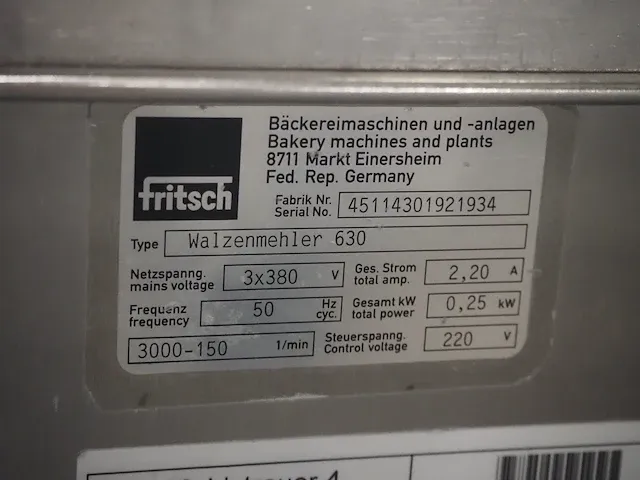 fritsch
Bäckereimaschinen und -anlagen
Bakery machines and plants
8711 Markt Einersheim
Fed. Rep. Germany
Fabrik Nr.
Serial No. 45114301921934
Type Walzenmehler 630
Netzspanng.
mains voltage 3x380 V
Ges. Strom
total amp. 2,20 A
Frequenz
frequency 50 Hz
cyc.
Gesamt kW
total power 0,25 kW
3000-150 1/min
Steuerspanng.
Control voltage 220 V